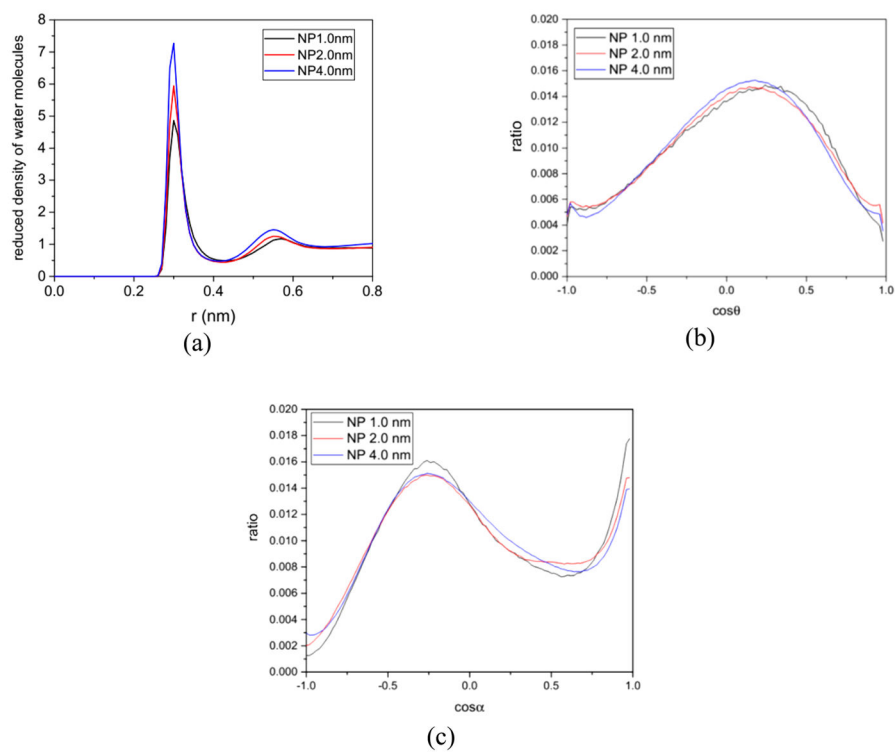 reduced density of water molecules
8
7
6
5
4
3
2
1
0
NP1.0nm
NP2.0nm
NP4.0nm
0.0 0.2 0.4 0.6 0.8
r (nm)
(a)
ratio
0.020
0.018
0.016
0.014
0.012
0.010
0.008
0.006
0.004
0.002
0.000
NP 1.0 nm
NP 2.0 nm
NP 4.0 nm
-1.0 -0.5 0.0 0.5 1.0
cosθ
(b)
ratio
0.020
0.018
0.016
0.014
0.012
0.010
0.008
0.006
0.004
0.002
0.000
NP 1.0 nm
NP 2.0 nm
NP 4.0 nm
-1.0 -0.5 0.0 0.5 1.0
cosα
(c)